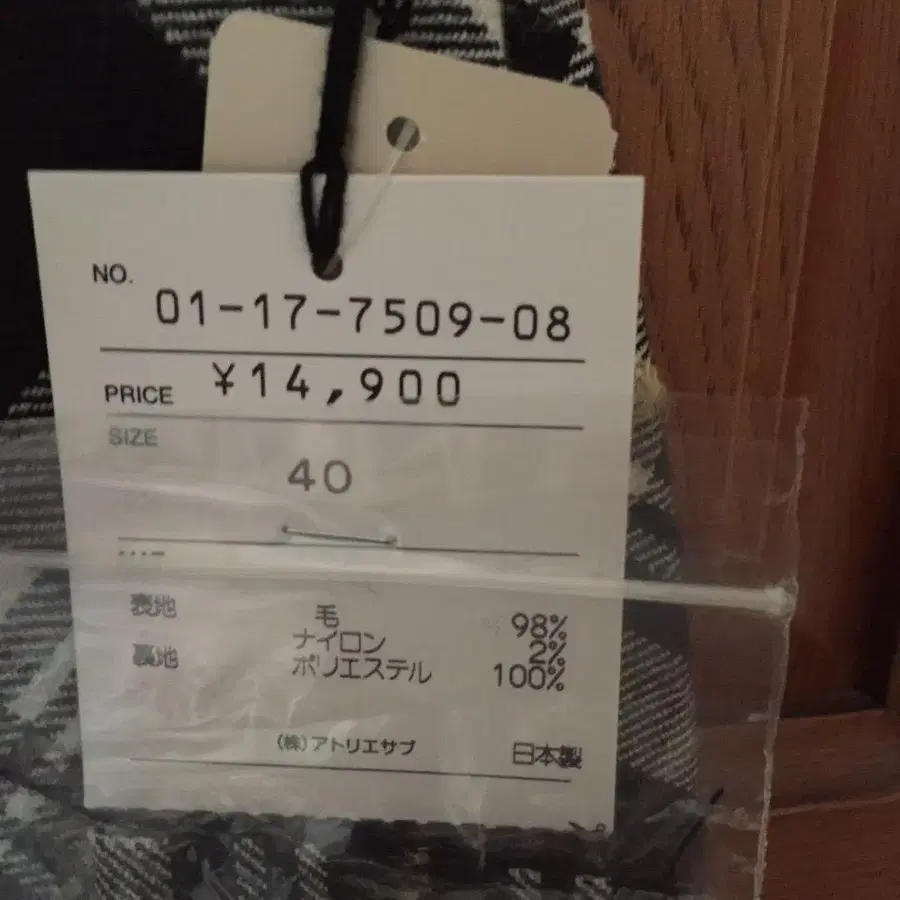 NO.
01-17-7509-08
PRICE ¥14,900
SIZE
40
表地 毛 98%
ナイロン 2%
裏地 ポリエステル 100%
(株)アトリエサブ 日本製